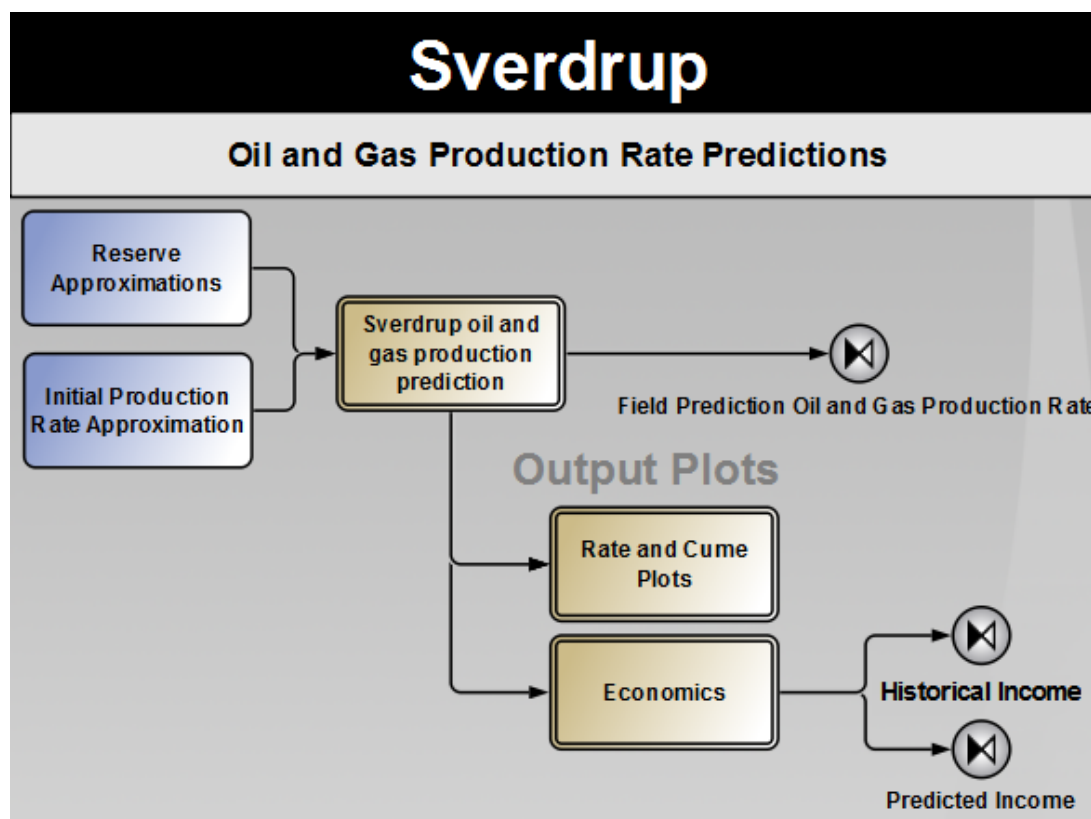 Sverdrup
Oil and Gas Production Rate Predictions
Reserve
Approximations
Initial Production
Rate Approximation
Sverdrup oil and
gas production
prediction
Field Prediction Oil and Gas Production Rate
Output Plots
Rate and Cume
Plots
Economics
Historical Income
Predicted Income